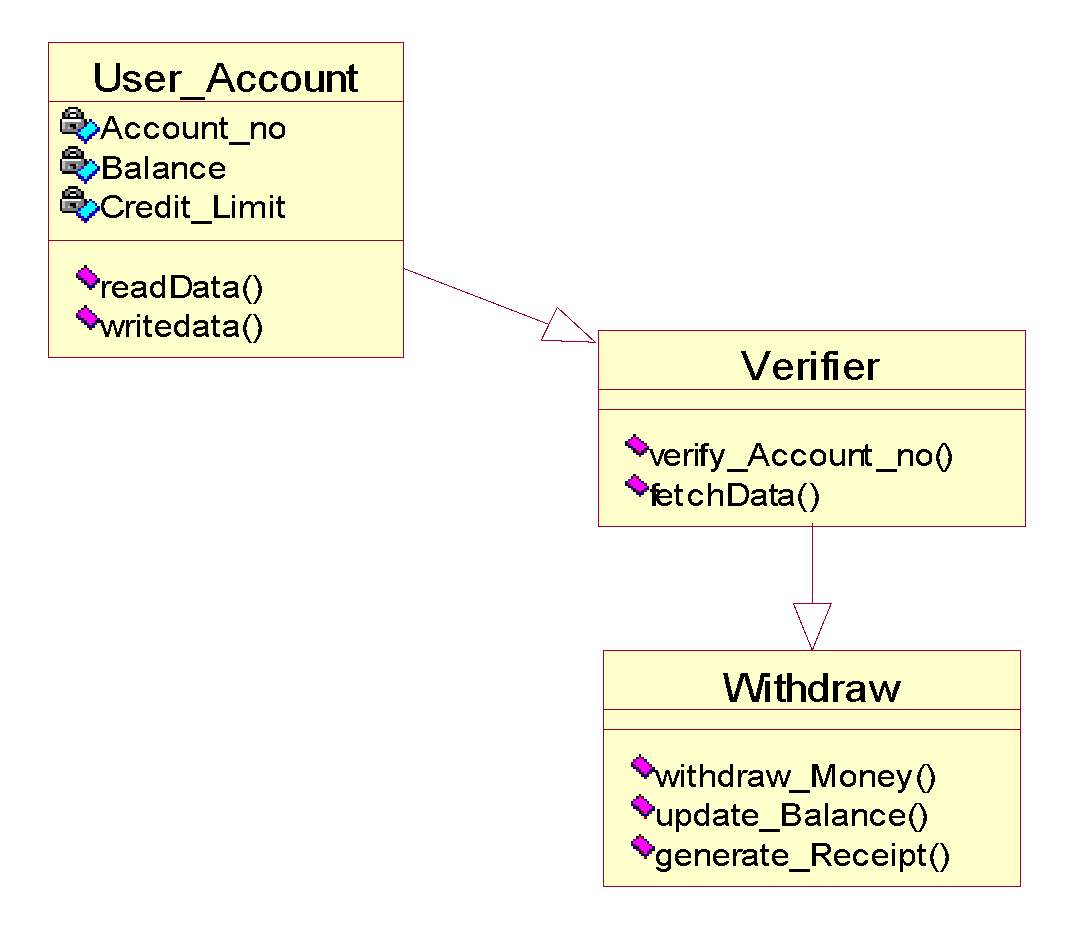 User_Account
Account_no
Balance
Credit_Limit
readData()
writedata()
Verifier
verify_Account_no()
fetchData()
Withdraw
withdraw_Money()
update_Balance()
generate_Receipt()